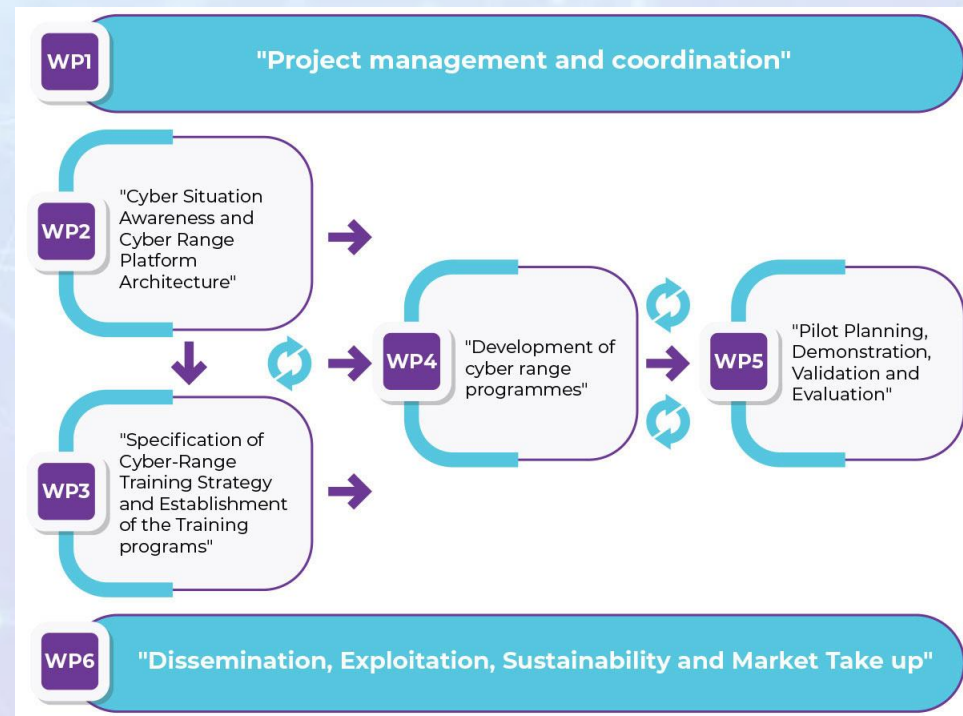 WP1
"Project management and coordination"
WP2
"Cyber Situation
Awareness and
Cyber Range
Platform
Architecture"
WP4
"Development of
cyber range
programmes"
WP5
"Pilot Planning,
Demonstration,
Validation and
Evaluation"
WP3
"Specification of
Cyber-Range
Training Strategy
and Establishment
of the Training
programs"
WP6
"Dissemination, Exploitation, Sustainability and Market Take up"